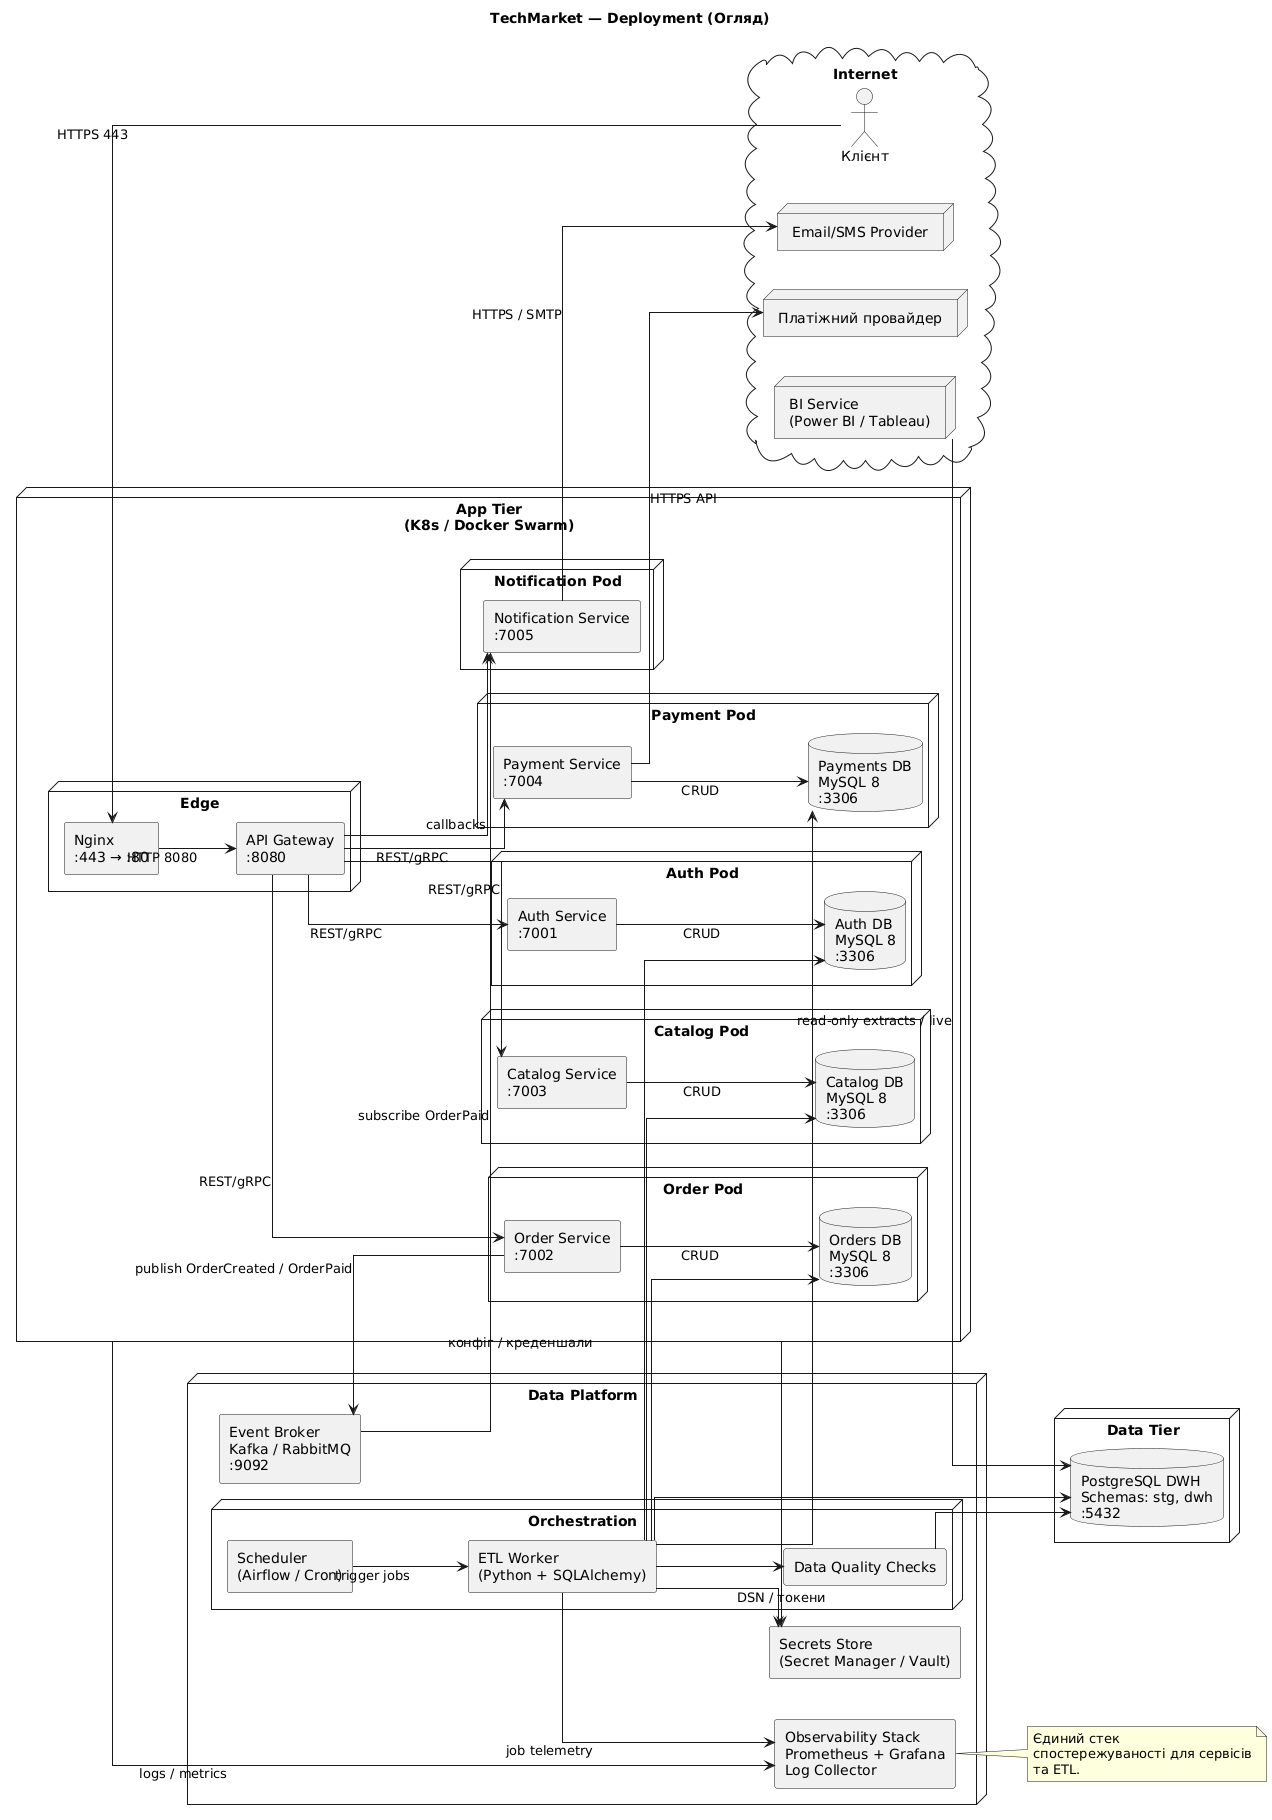 TechMarket — Deployment (Огляд)
Internet
Клієнт
HTTPS 443
Email/SMS Provider
HTTPS / SMTP
Платіжний провайдер
BI Service
(Power BI / Tableau)
HTTPS API
App Tier
(K8s / Docker Swarm)
Notification Pod
Notification Service
:7005
Payment Pod
Payment Service
:7004
CRUD
Payments DB
MySQL 8
:3306
Edge
Nginx
:443 → :80
HTTP 8080
API Gateway
:8080
callbacks
REST/gRPC
REST/gRPC
REST/gRPC
Auth Pod
Auth Service
:7001
CRUD
Auth DB
MySQL 8
:3306
read-only extracts / live
Catalog Pod
Catalog Service
:7003
CRUD
Catalog DB
MySQL 8
:3306
subscribe OrderPaid
REST/gRPC
Order Pod
Order Service
:7002
CRUD
Orders DB
MySQL 8
:3306
publish OrderCreated / OrderPaid
конфіг / креденшали
Data Platform
Event Broker
Kafka / RabbitMQ
:9092
Data Tier
PostgreSQL DWH
Schemas: stg, dwh
:5432
Orchestration
Scheduler
(Airflow / Cron)
trigger jobs
ETL Worker
(Python + SQLAlchemy)
Data Quality Checks
DSN / токени
Secrets Store
(Secret Manager / Vault)
job telemetry
logs / metrics
Observability Stack
Prometheus + Grafana
Log Collector
Єдиний стек
спостережуваності для сервісів
та ETL.